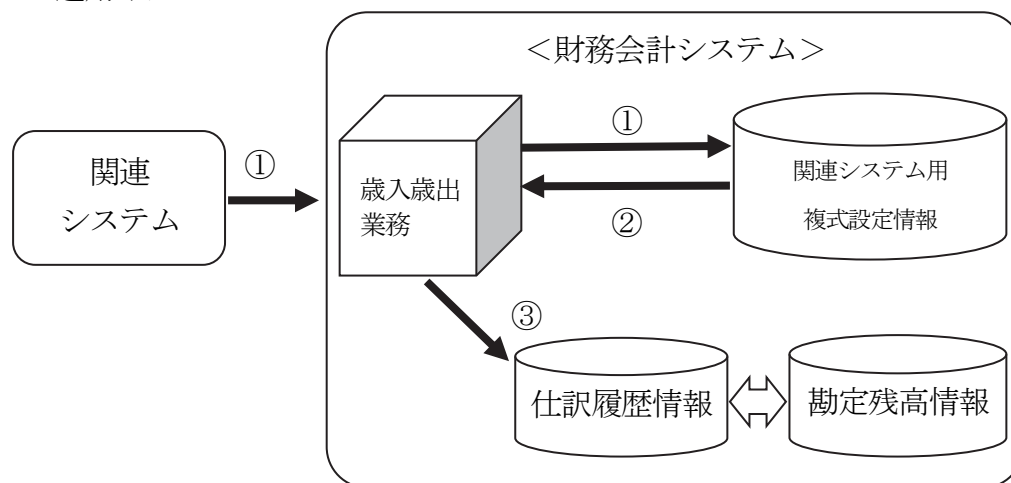 ＜財務会計システム＞
関連
システム
①
歳入歳出
業務
①
②
関連システム用
複式設定情報
③
仕訳履歴情報
勘定残高情報